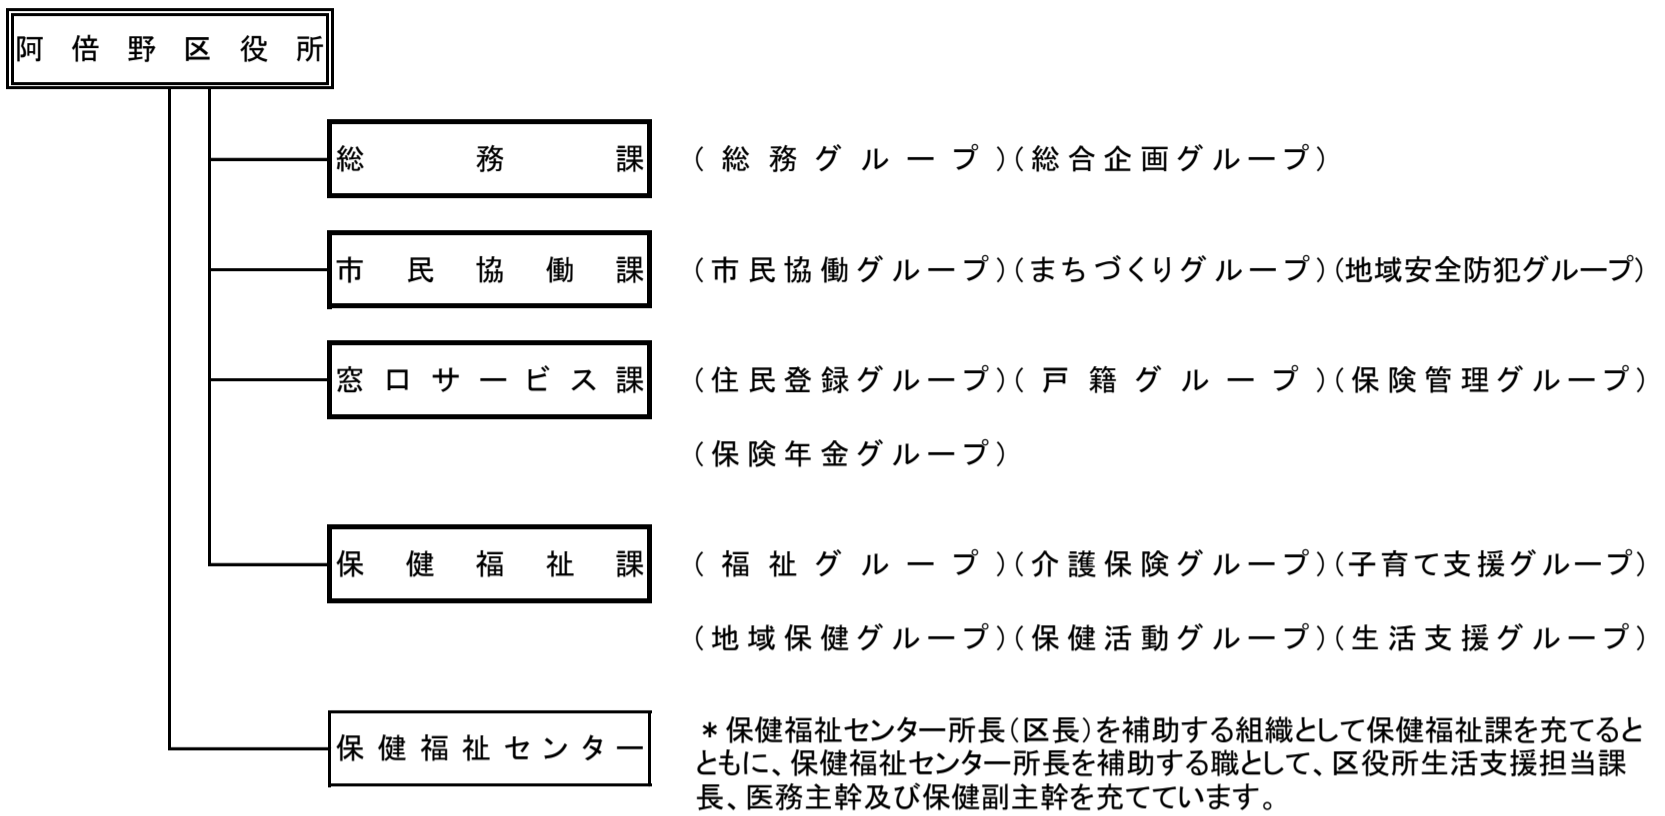 阿倍野区役所
総務課 (総務グループ)(総合企画グループ)
市民協働課 (市民協働グループ)(まちづくりグループ)(地域安全防犯グループ)
窓口サービス課 (住民登録グループ)(戸籍グループ)(保険管理グループ)
(保険年金グループ)
保健福祉課 (福祉グループ)(介護保険グループ)(子育て支援グループ)
(地域保健グループ)(保健活動グループ)(生活支援グループ)
保健福祉センター
*保健福祉センター所長(区長)を補助する組織として保健福祉課を充てると
ともに、保健福祉センター所長を補助する職として、区役所生活支援担当課
長、医務主幹及び保健副主幹を充てています。